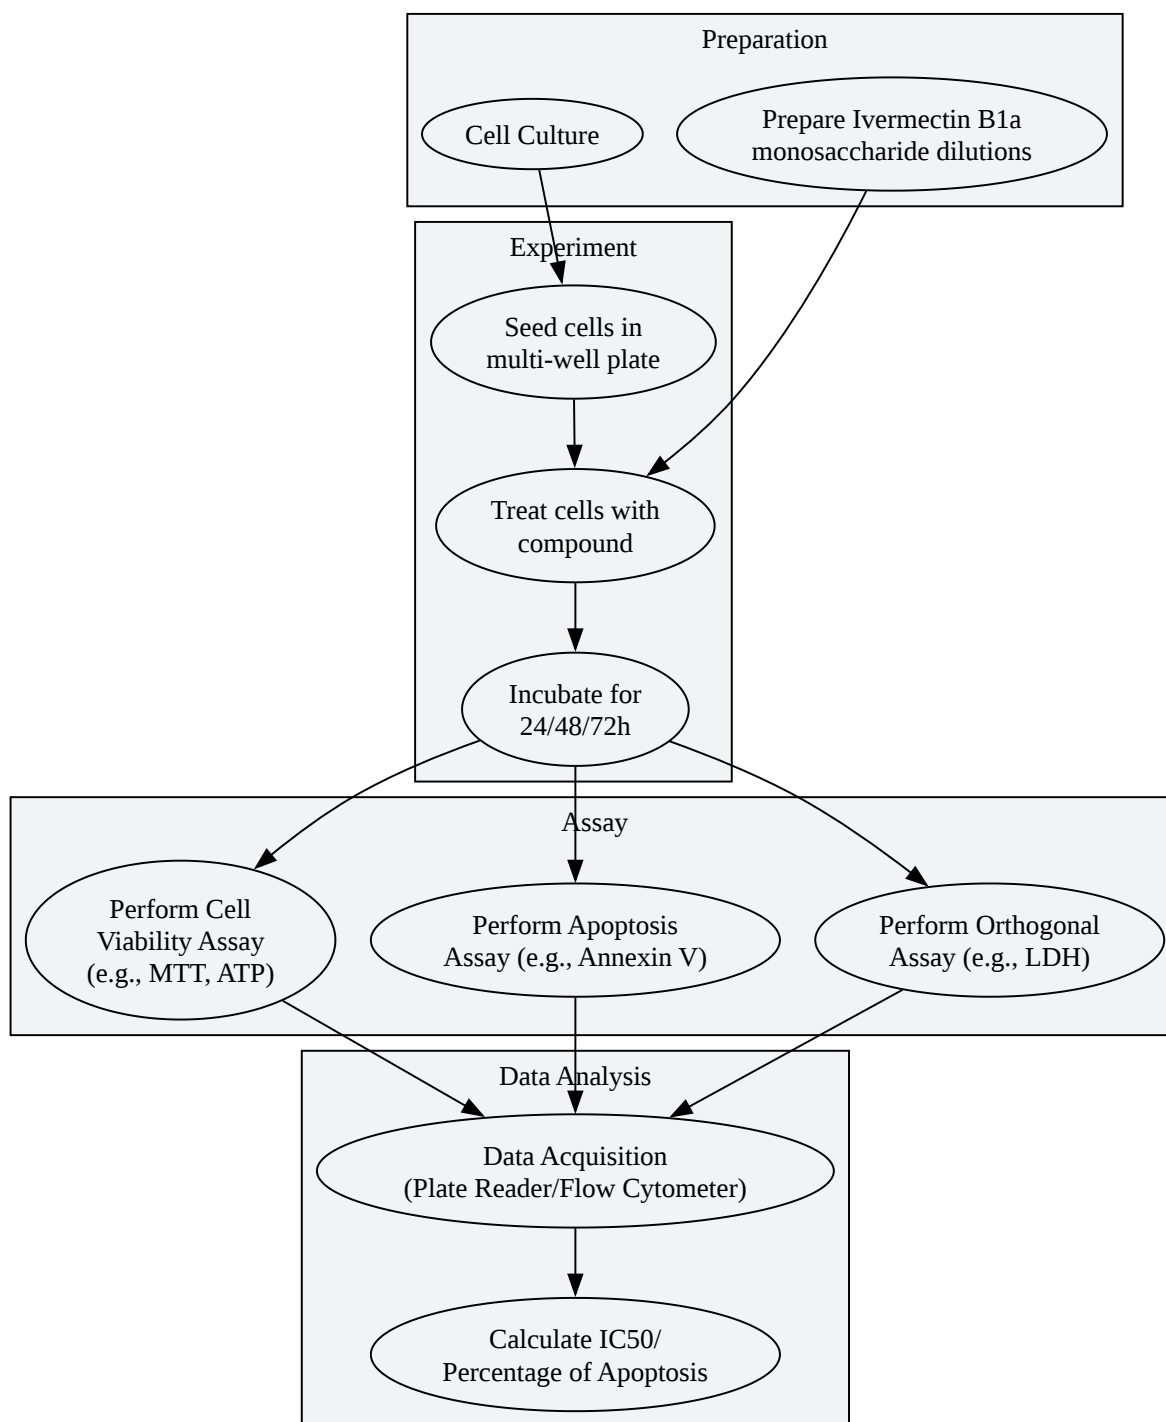 Preparation
Cell Culture
Prepare Ivermectin B1a
monosaccharide dilutions
Experiment
Seed cells in
multi-well plate
Treat cells with
compound
Incubate for
24/48/72h
Assay
Perform Cell
Viability Assay
(e.g., MTT, ATP)
Perform Apoptosis
Assay (e.g., Annexin V)
Perform Orthogonal
Assay (e.g., LDH)
Data Analysis
Data Acquisition
(Plate Reader/Flow Cytometer)
Calculate IC50/
Percentage of Apoptosis